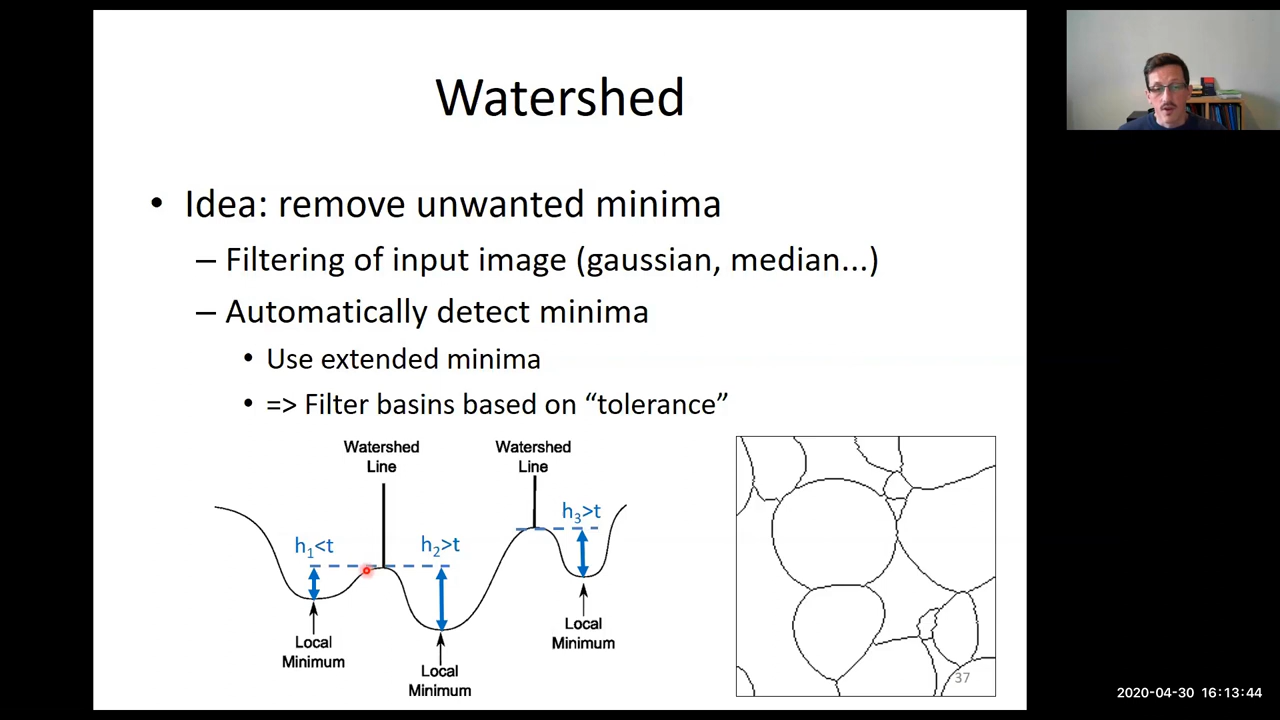 Watershed
• Idea: remove unwanted minima
– Filtering of input image (gaussian, median...)
– Automatically detect minima
• Use extended minima
• => Filter basins based on “tolerance”
Watershed
Line
Watershed
Line
h₁<t
h₂>t
h₃>t
Local
Minimum
Local
Minimum
Local
Minimum
37
2020-04-30 16:13:44